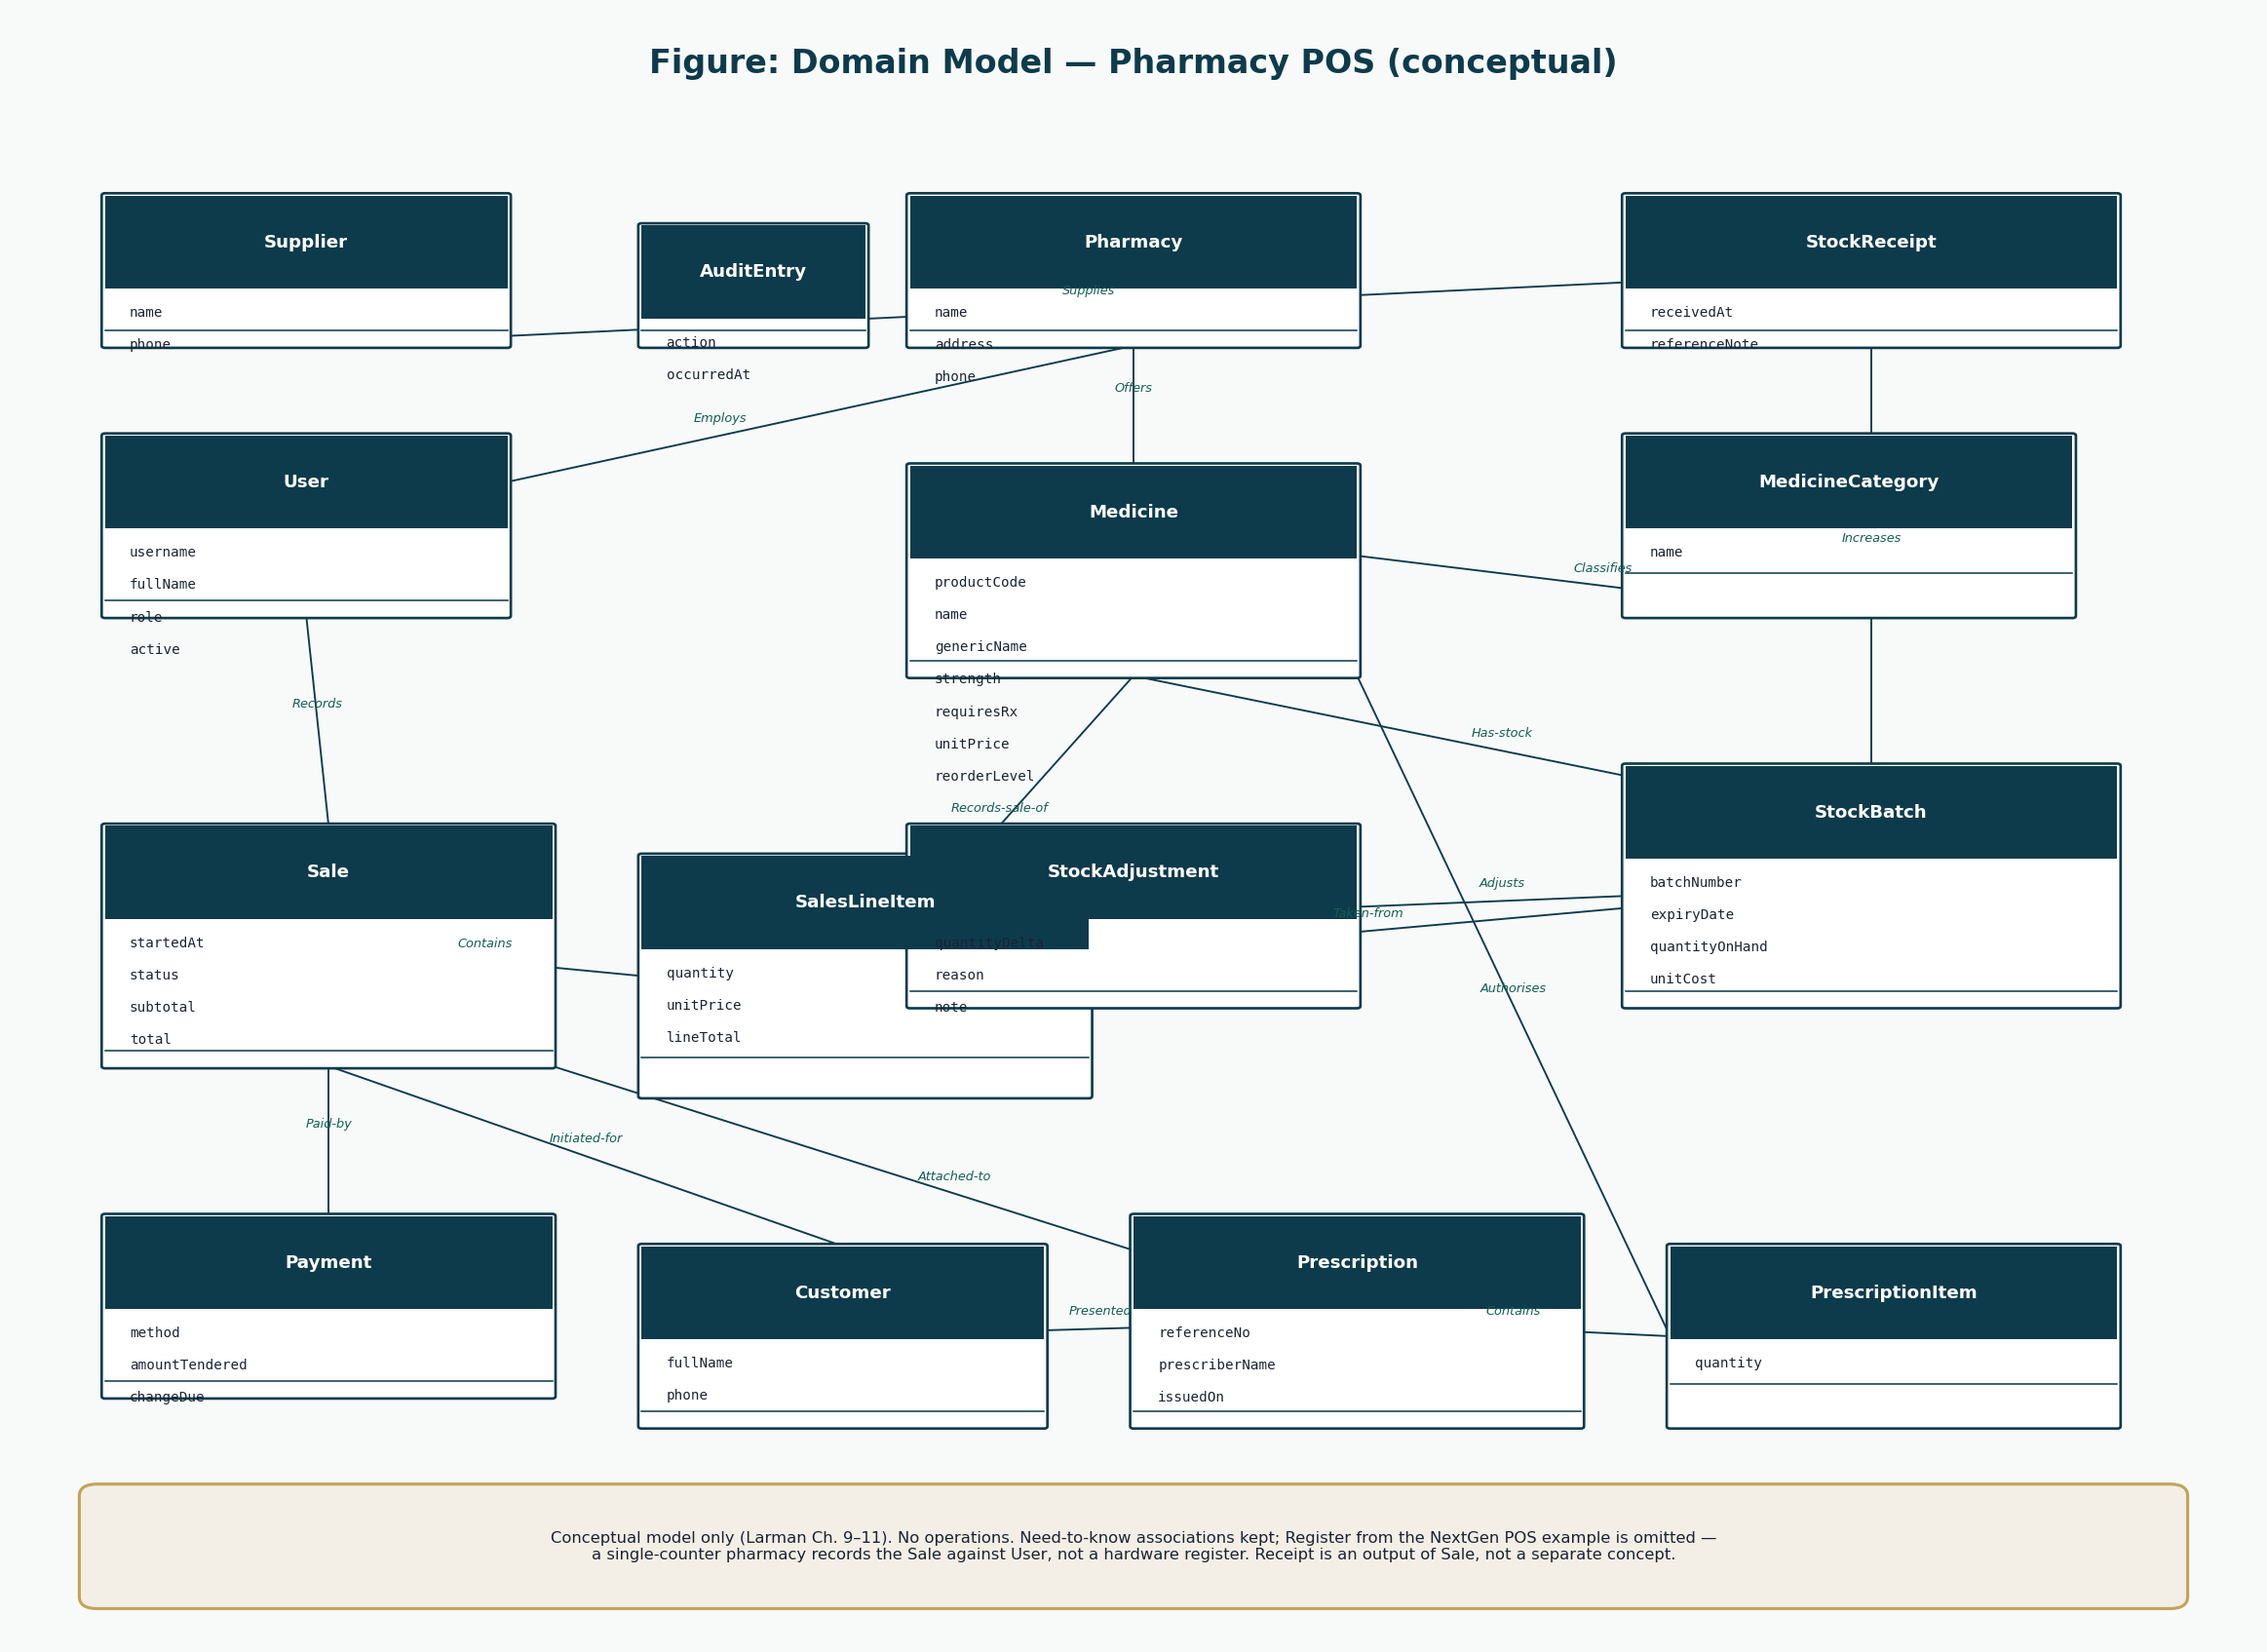 Figure: Domain Model — Pharmacy POS (conceptual)
Supplier
name
phone
AuditEntry
action
occurredAt
Pharmacy
Supplies
name
address
phone
StockReceipt
receivedAt
referenceNote
Employs
Offers
User
username
fullName
role
active
Medicine
productCode
name
genericName
strength
requiresRx
unitPrice
reorderLevel
MedicineCategory
Increases
name
Classifies
Records
Has-stock
Records-sale-of
Sale
startedAt
status
subtotal
total
Contains
SalesLineItem
quantity
unitPrice
lineTotal
StockAdjustment
quantityDelta
reason
note
Adjusts
Taken-from
StockBatch
batchNumber
expiryDate
quantityOnHand
unitCost
Authorises
Paid-by
Initiated-for
Attached-to
Payment
method
amountTendered
changeDue
Customer
fullName
phone
Presented
Prescription
Contains
referenceNo
prescriberName
issuedOn
PrescriptionItem
quantity
Conceptual model only (Larman Ch. 9–11). No operations. Need-to-know associations kept; Register from the NextGen POS example is omitted —
a single-counter pharmacy records the Sale against User, not a hardware register. Receipt is an output of Sale, not a separate concept.